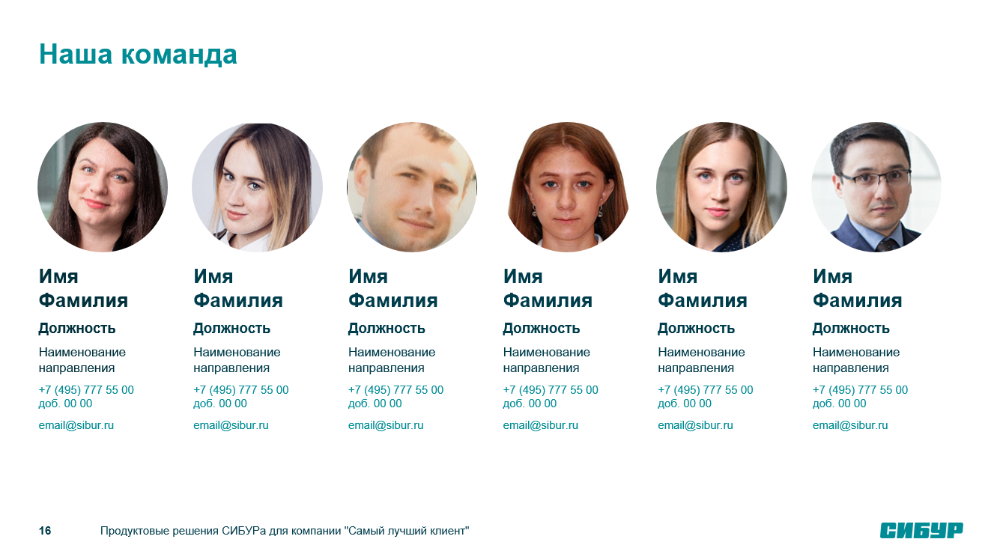 Наша команда
Имя
Фамилия
Должность
Наименование
направления
+7 (495) 777 55 00
доб. 00 00
email@sibur.ru
Имя
Фамилия
Должность
Наименование
направления
+7 (495) 777 55 00
доб. 00 00
email@sibur.ru
Имя
Фамилия
Должность
Наименование
направления
+7 (495) 777 55 00
доб. 00 00
email@sibur.ru
Имя
Фамилия
Должность
Наименование
направления
+7 (495) 777 55 00
доб. 00 00
email@sibur.ru
Имя
Фамилия
Должность
Наименование
направления
+7 (495) 777 55 00
доб. 00 00
email@sibur.ru
Имя
Фамилия
Должность
Наименование
направления
+7 (495) 777 55 00
доб. 00 00
email@sibur.ru
16
Продуктовые решения СИБУРа для компании "Самый лучший клиент"
СИБУР